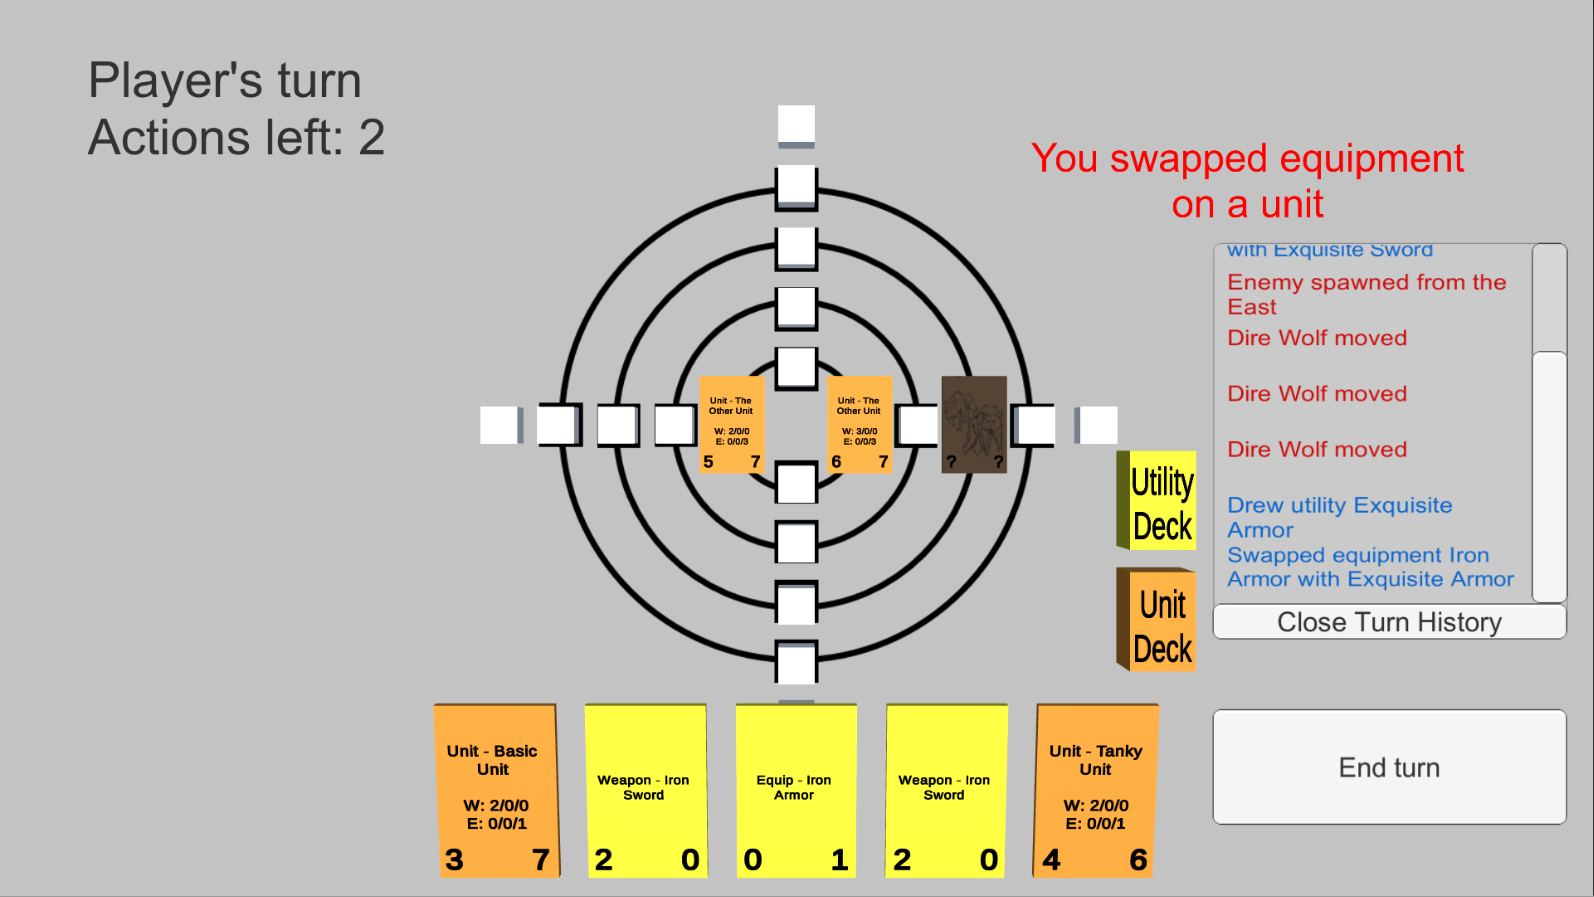 Player's turn
Actions left: 2
You swapped equipment
on a unit
with Exquisite Sword
Enemy spawned from the
East
Dire Wolf moved
Dire Wolf moved
Dire Wolf moved
Drew utility Exquisite
Armor
Swapped equipment Iron
Armor with Exquisite Armor
Close Turn History
Unit - The
Other Unit
W: 2/0/0
E: 0/0/3
5 7
Unit - The
Other Unit
W: 3/0/0
E: 0/0/3
6 7
? ?
Utility
Deck
Unit
Deck
Unit - Basic
Unit
W: 2/0/0
E: 0/0/1
3 7
Weapon - Iron
Sword
2 0
Equip - Iron
Armor
0 1
Weapon - Iron
Sword
2 0
Unit - Tanky
Unit
W: 2/0/0
E: 0/0/1
4 6
End turn